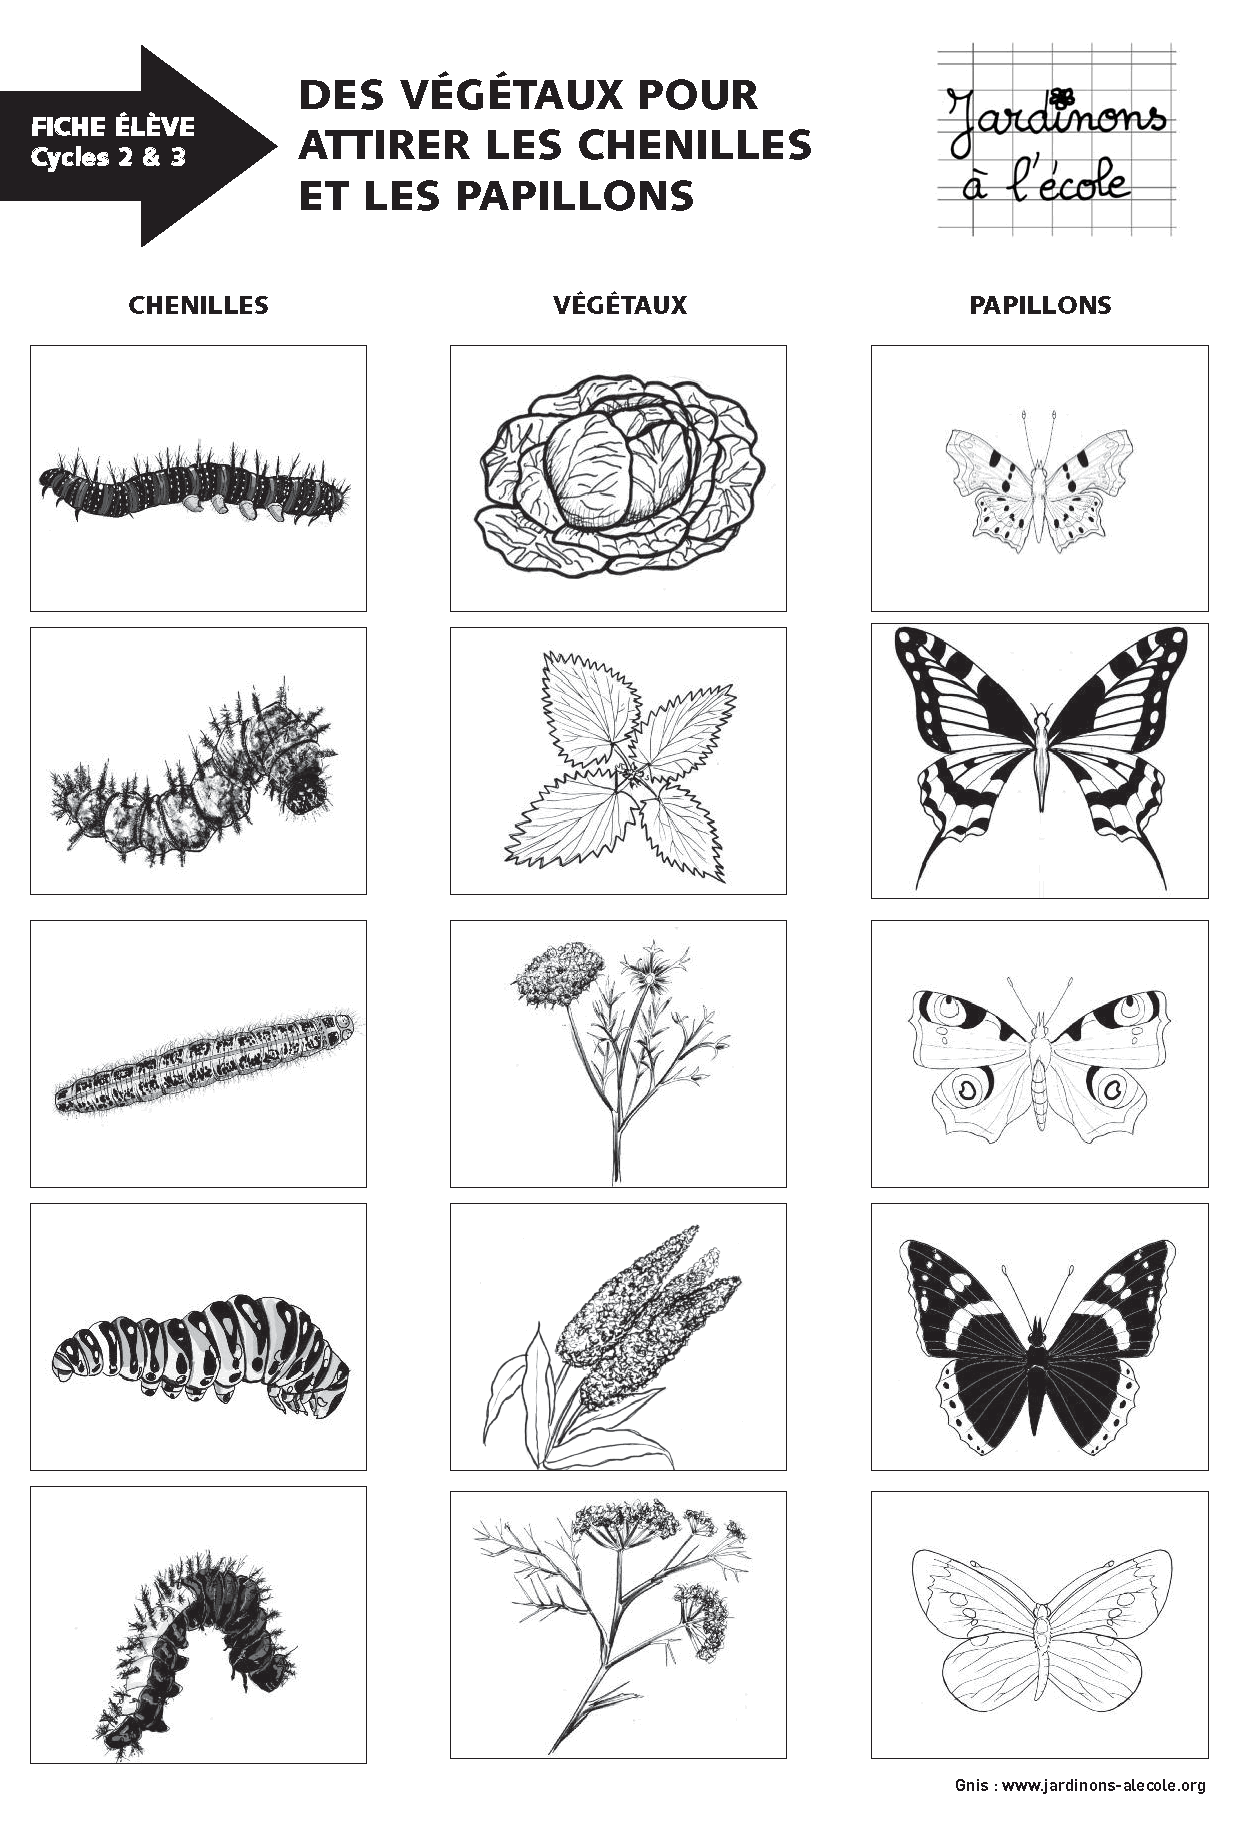 FICHE ÉLÈVE
Cycles 2 & 3
DES VÉGÉTAUX POUR
ATTIRER LES CHENILLES
ET LES PAPILLONS
Jardinons
à l'école
CHENILLES
VÉGÉTAUX
PAPILLONS
Gnis : www.jardinons-alecole.org